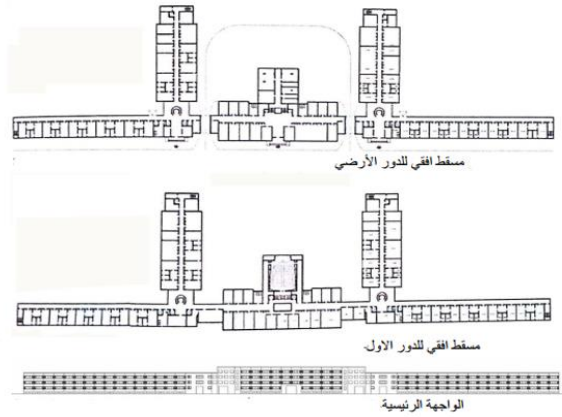 مسقط افقي للدور الأرضي
مسقط افقي للدور الاول
الواجهة الرئيسية